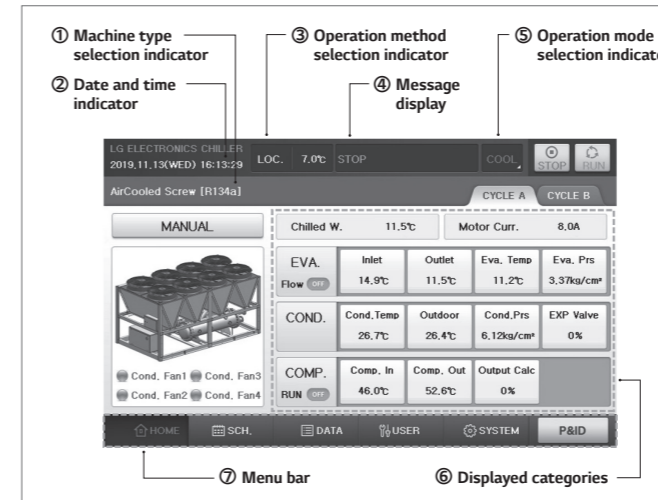 ① Machine type
selection indicator
② Date and time
indicator
③ Operation method
selection indicator
④ Message
display
⑤ Operation mode
selection indicat
LG ELECTRONICS CHILLER
2019,11,13(WED) 16:13:29
LOC. 7.0℃ STOP COOL STOP RUN
AirCooled Screw [R134a] CYCLE A CYCLE B
MANUAL
Chilled W. 11.5℃ Motor Curr. 8.0A
EVA.
Flow OFF
Inlet Outlet Eva. Temp Eva. Prs
14.9℃ 11.5℃ 11.2℃ 3.37kg/cm²
COND.
Cond.Temp Outdoor Cond.Prs EXP Valve
26.7℃ 26.4℃ 6.12kg/cm² 0%
COMP.
RUN OFF
Comp. In Comp. Out Output Calc
46.0℃ 52.6℃ 0%
Cond. Fan1 Cond. Fan3
Cond. Fan2 Cond. Fan4
HOME SCH. DATA USER SYSTEM P&ID
⑦ Menu bar
⑥ Displayed categories